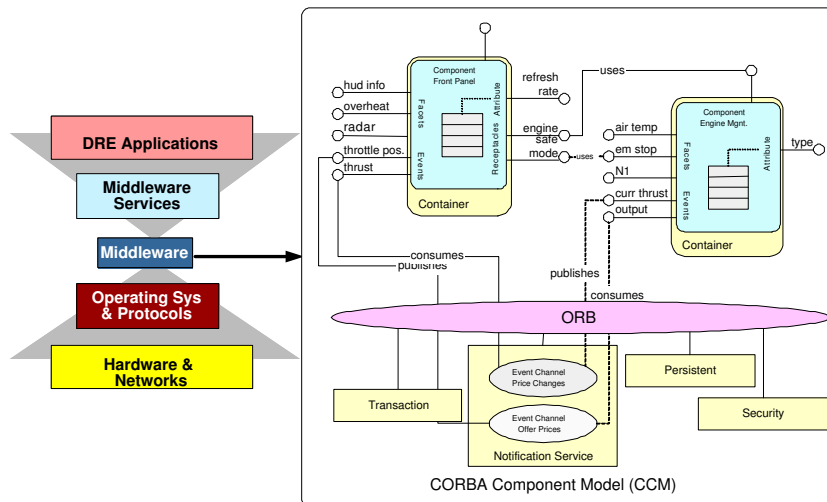 DRE Applications
Middleware
Services
Middleware
Operating Sys
& Protocols
Hardware &
Networks
Component
Front Panel
hud info
overheat
radar
throttle pos.
thrust
Facets
Events
Attribute
Receptacles
refresh
rate
engine
safe
mode
Container
uses
uses
Component
Engine Mgnt.
air temp
em stop
N1
curr thrust
output
Facets
Events
Attribute
type
Container
consumes
publishes
publishes
consumes
ORB
Event Channel
Price Changes
Event Channel
Offer Prices
Notification Service
Transaction
Persistent
Security
CORBA Component Model (CCM)